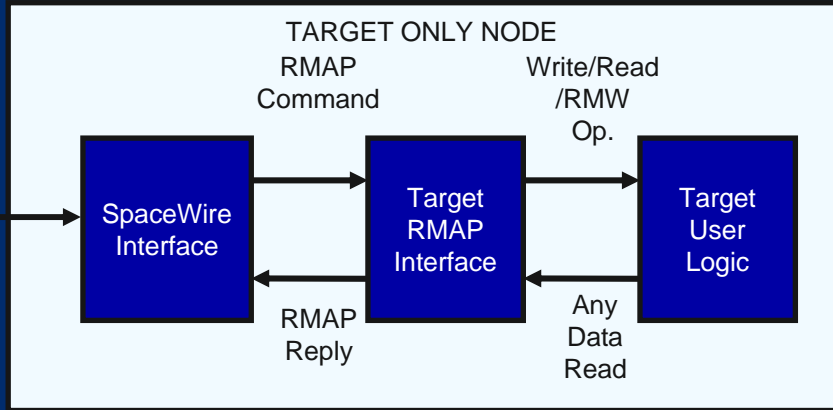 TARGET ONLY NODE
RMAP
Command
Write/Read
/RMW
Op.
SpaceWire
Interface
Target
RMAP
Interface
Target
User
Logic
RMAP
Reply
Any
Data
Read